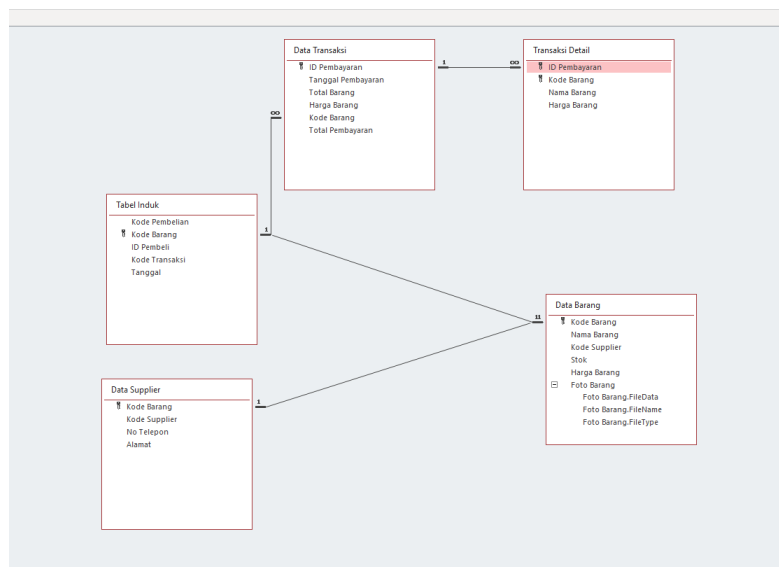 Data Transaksi
ID Pembayaran
Tanggal Pembayaran
Total Barang
Harga Barang
Kode Barang
Total Pembayaran
1
∞
Transaksi Detail
ID Pembayaran
Kode Barang
Nama Barang
Harga Barang
∞
Tabel Induk
Kode Pembelian
Kode Barang
ID Pembeli
Kode Transaksi
Tanggal
1
Data Barang
Kode Barang
Nama Barang
Kode Supplier
Stok
Harga Barang
Foto Barang
Foto Barang.FileData
Foto Barang.FileName
Foto Barang.FileType
11
Data Supplier
Kode Barang
Kode Supplier
No Telepon
Alamat
1